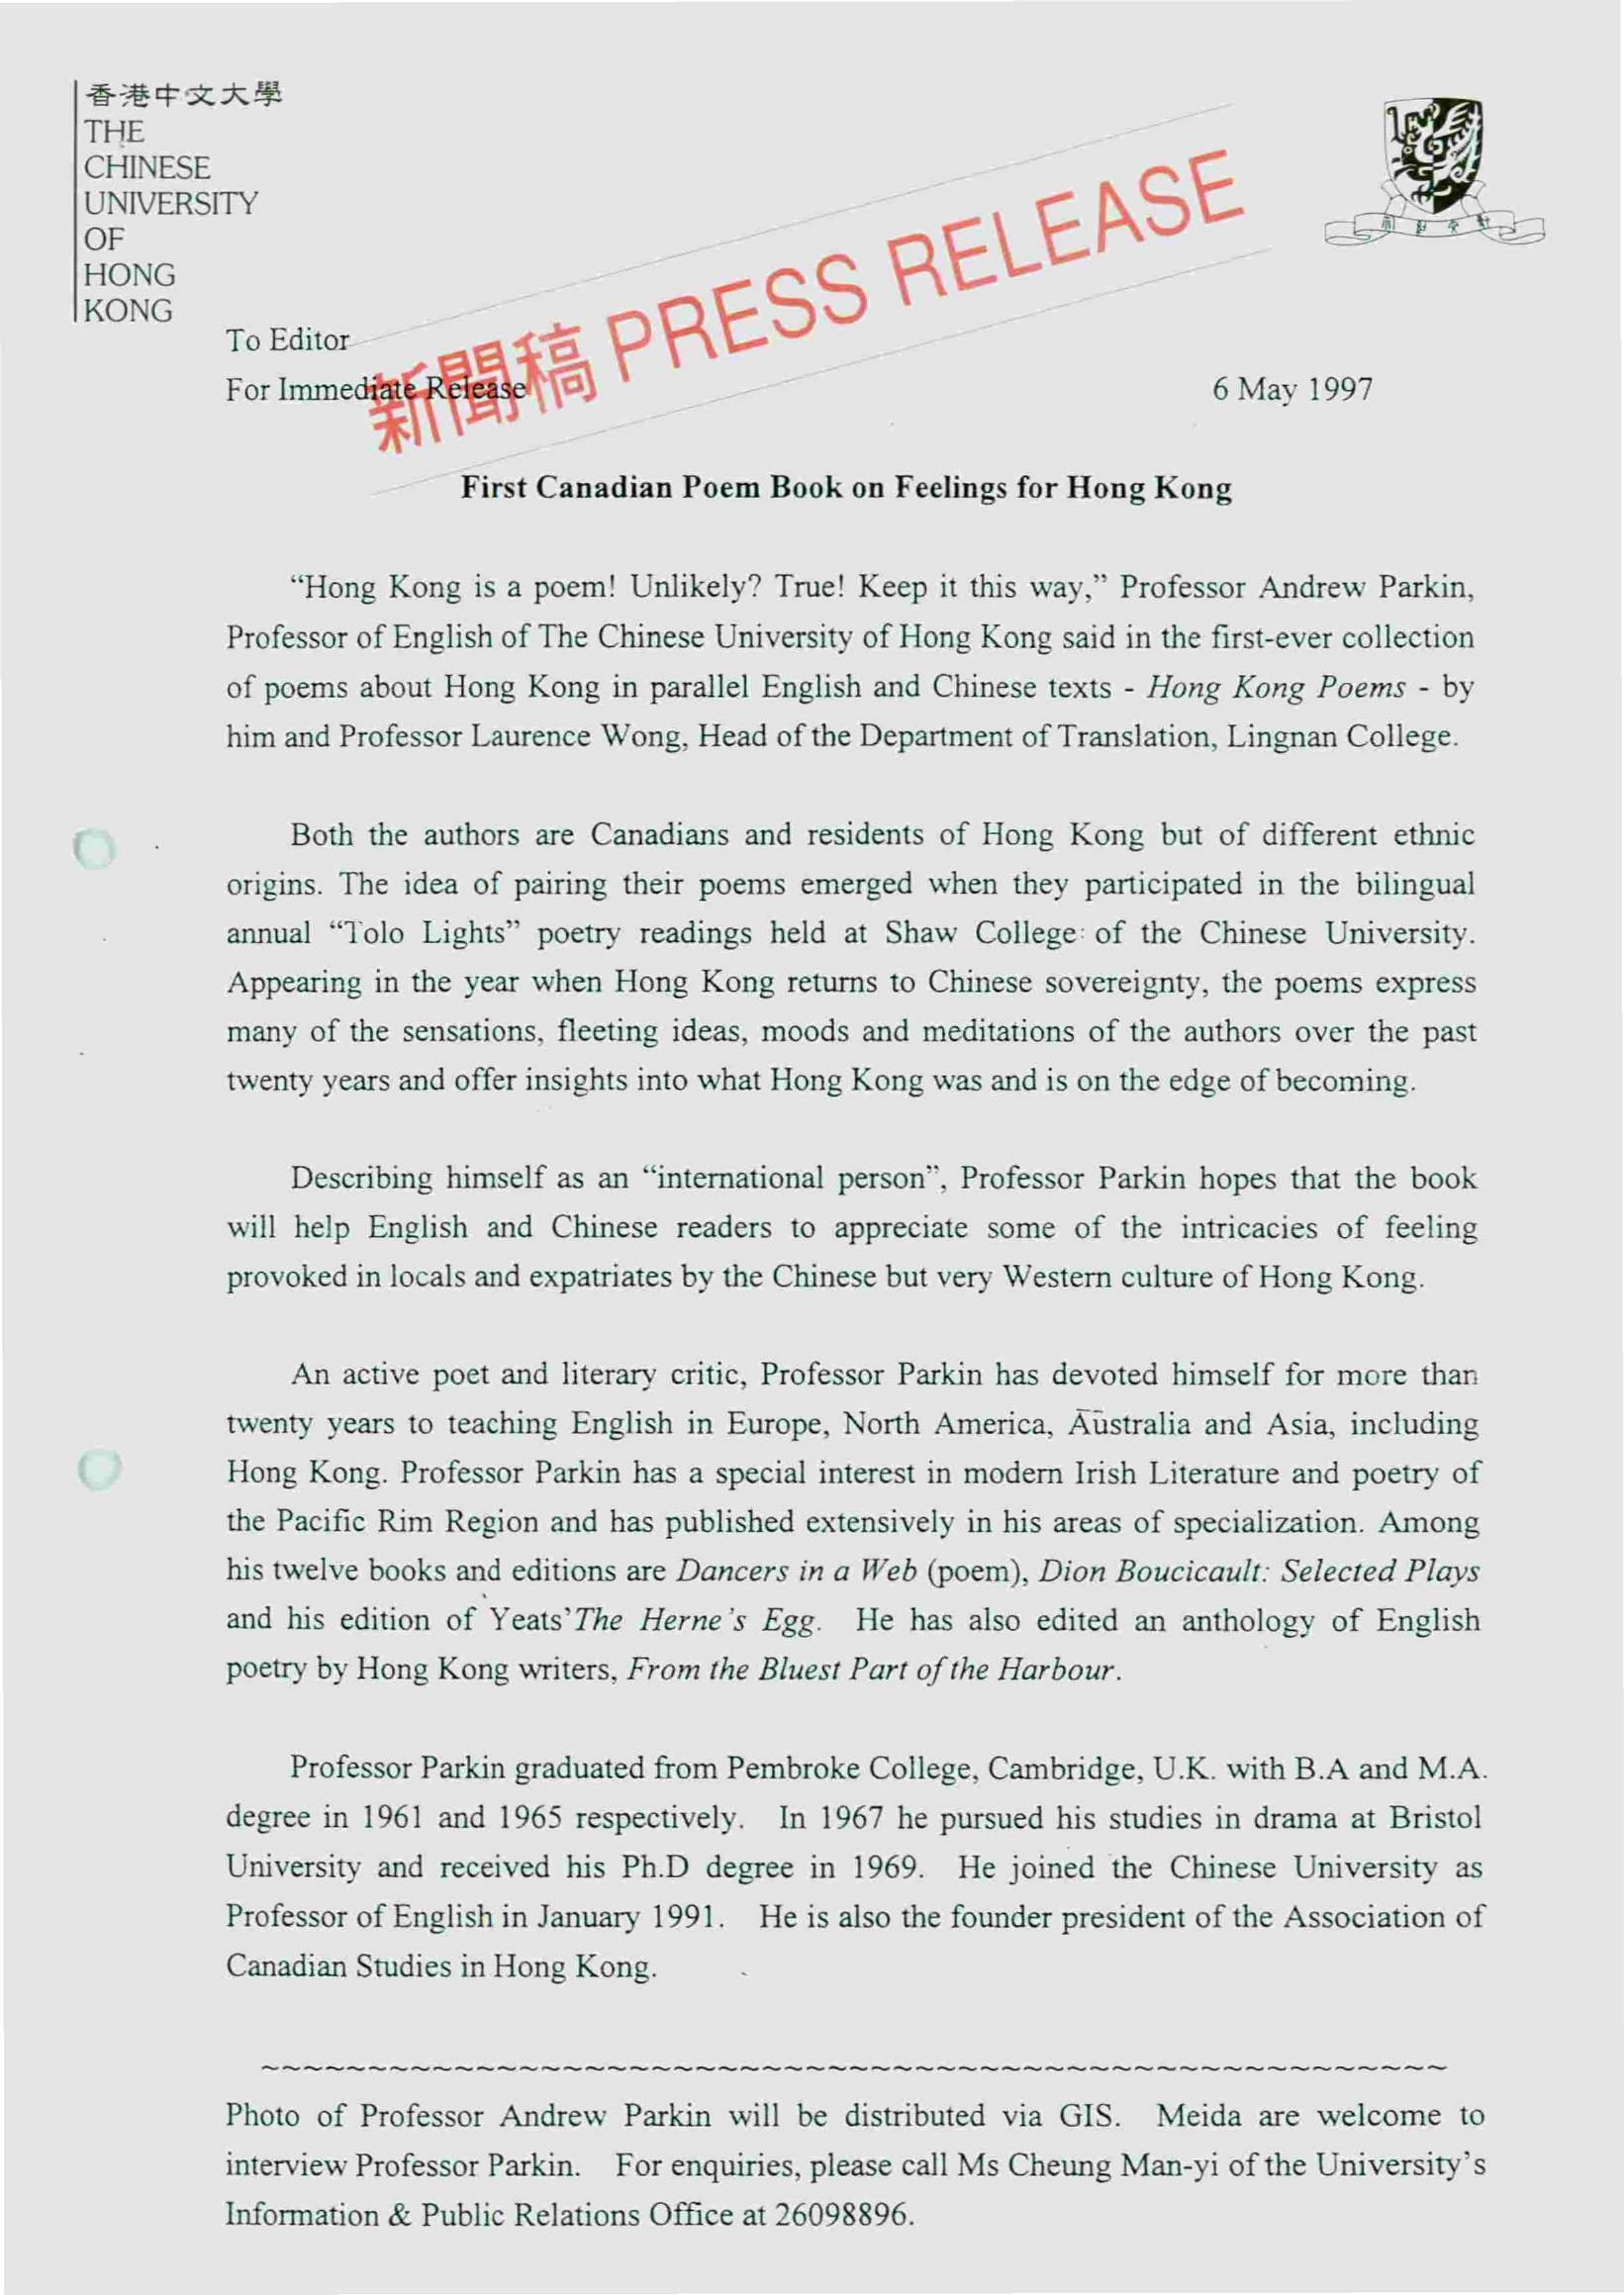 香港中文大學
THE
CHINESE
UNIVERSITY
OF
HONG
KONG
新聞稿 PRESS RELEASE
To Editor
For Immediate Release
6 May 1997
First Canadian Poem Book on Feelings for Hong Kong
“Hong Kong is a poem! Unlikely? True! Keep it this way,” Professor Andrew Parkin,
Professor of English of The Chinese University of Hong Kong said in the first-ever collection
of poems about Hong Kong in parallel English and Chinese texts - Hong Kong Poems - by
him and Professor Laurence Wong, Head of the Department of Translation, Lingnan College.
Both the authors are Canadians and residents of Hong Kong but of different ethnic
origins. The idea of pairing their poems emerged when they participated in the bilingual
annual “Tolo Lights” poetry readings held at Shaw College of the Chinese University.
Appearing in the year when Hong Kong returns to Chinese sovereignty, the poems express
many of the sensations, fleeting ideas, moods and meditations of the authors over the past
twenty years and offer insights into what Hong Kong was and is on the edge of becoming.
Describing himself as an “international person”, Professor Parkin hopes that the book
will help English and Chinese readers to appreciate some of the intricacies of feeling
provoked in locals and expatriates by the Chinese but very Western culture of Hong Kong.
An active poet and literary critic, Professor Parkin has devoted himself for more than
twenty years to teaching English in Europe, North America, Australia and Asia, including
Hong Kong. Professor Parkin has a special interest in modern Irish Literature and poetry of
the Pacific Rim Region and has published extensively in his areas of specialization. Among
his twelve books and editions are Dancers in a Web (poem), Dion Boucicault: Selected Plays
and his edition of Yeats’The Herne’s Egg. He has also edited an anthology of English
poetry by Hong Kong writers, From the Bluest Part of the Harbour.
Professor Parkin graduated from Pembroke College, Cambridge, U.K. with B.A and M.A.
degree in 1961 and 1965 respectively. In 1967 he pursued his studies in drama at Bristol
University and received his Ph.D degree in 1969. He joined the Chinese University as
Professor of English in January 1991. He is also the founder president of the Association of
Canadian Studies in Hong Kong.
Photo of Professor Andrew Parkin will be distributed via GIS. Meida are welcome to
interview Professor Parkin. For enquiries, please call Ms Cheung Man-yi of the University’s
Information & Public Relations Office at 26098896.